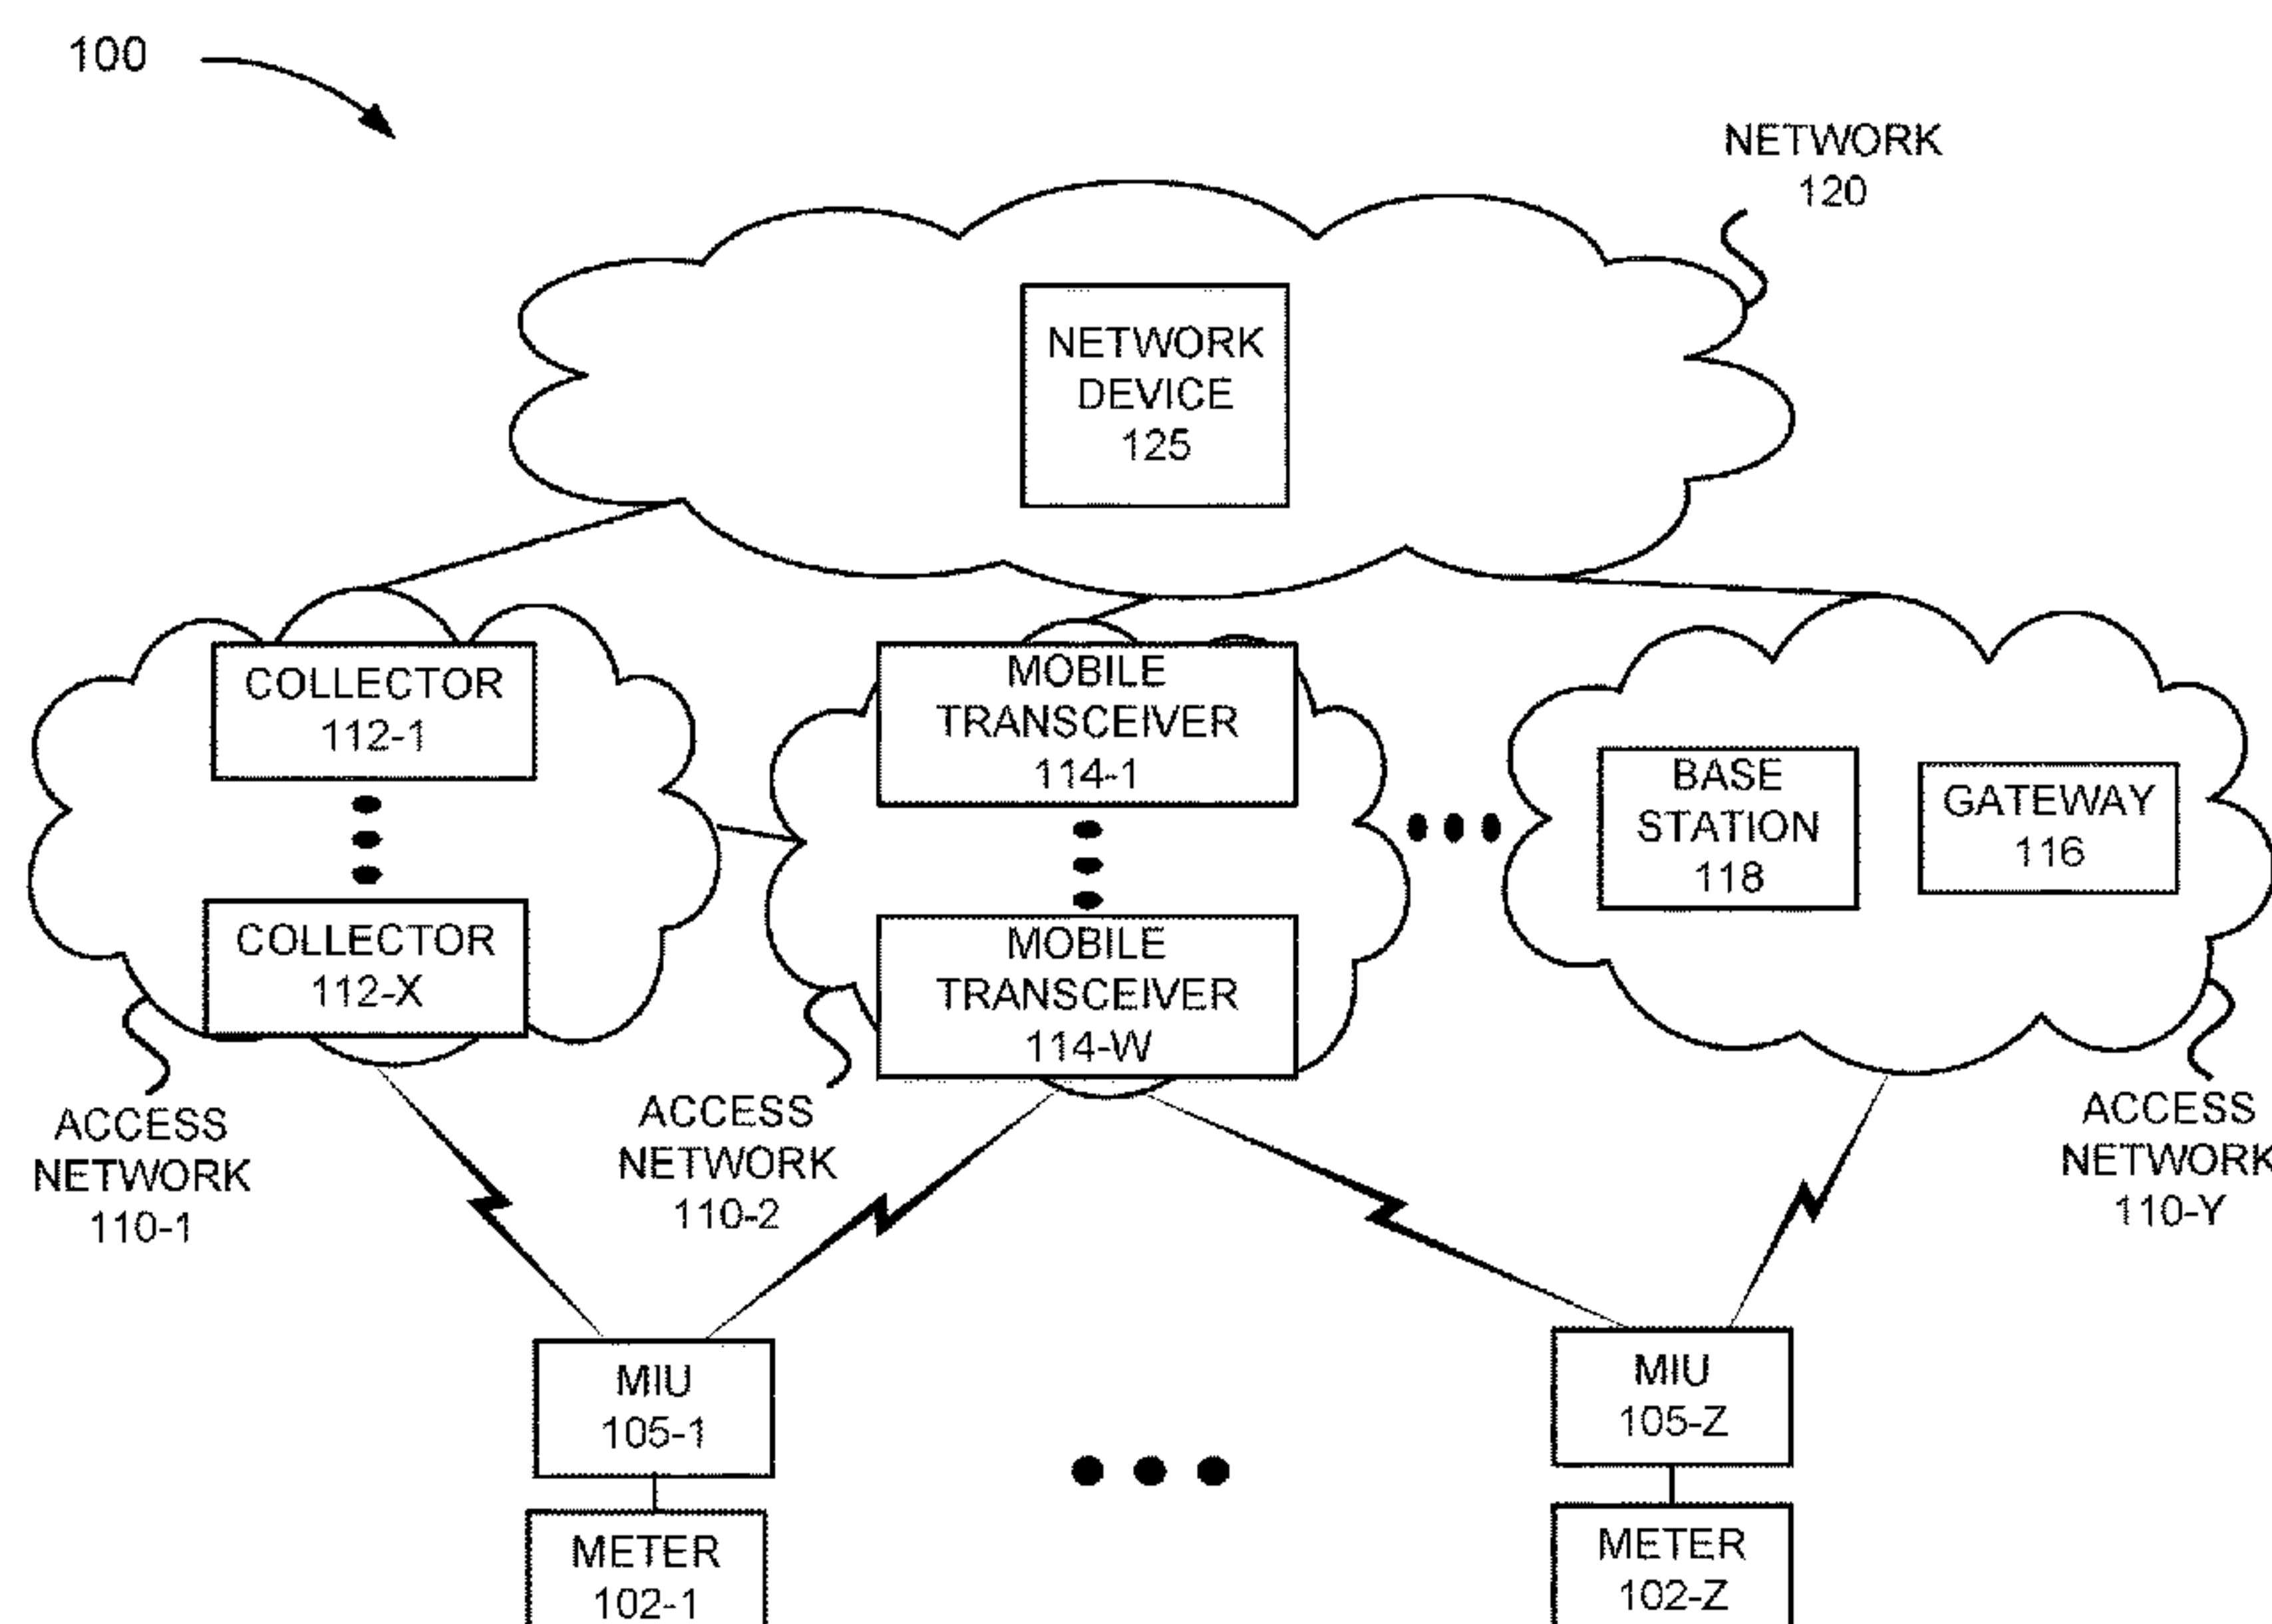 100
NETWORK
120
NETWORK
DEVICE
125
COLLECTOR
112-1
COLLECTOR
112-X
MOBILE
TRANSCEIVER
114-1
MOBILE
TRANSCEIVER
114-W
BASE
STATION
118
GATEWAY
116
ACCESS
NETWORK
110-1
ACCESS
NETWORK
110-2
ACCESS
NETWORK
110-Y
MIU
105-1
MIU
105-Z
METER
102-1
METER
102-Z